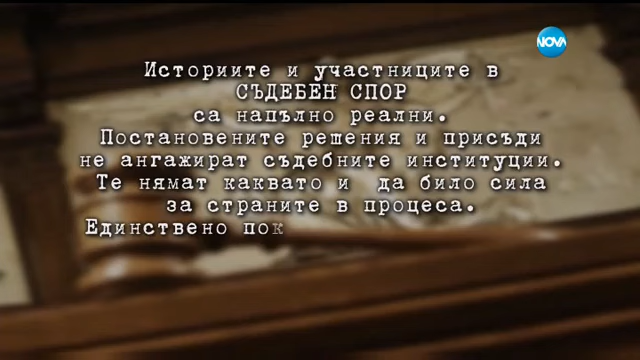 NOVA
Историите и участниците в
СЪДЕБЕН СПОР
са напълно реални.
Постановените решения и присъди
не ангажират съдебните институции.
Те нямат каквато и да било сила
за страните в процеса.
Единствено пок